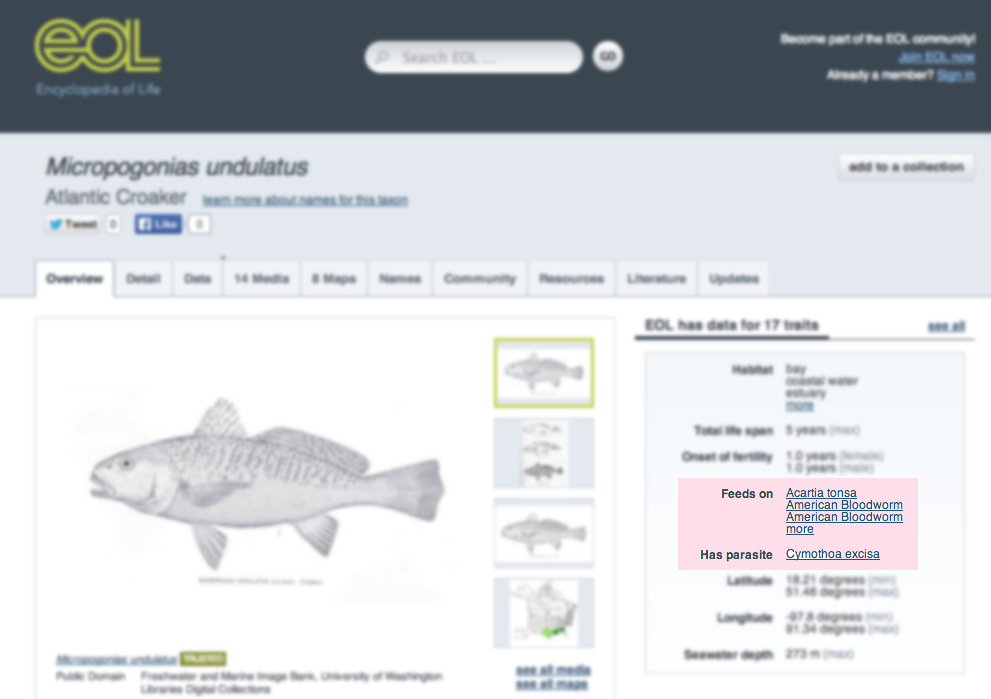 eOL
Encyclopedia of Life
Search EOL ...
GO
Become part of the EOL community!
Join EOL now
Already a member? Sign in
Micropogonias undulatus
Atlantic Croaker learn more about names for this taxon
add to a collection
Tweet 0 Like 0
Overview Detail Data 14 Media 8 Maps Names Community Resources Literature Updates
EOL has data for 17 traits see all
Habitat bay
coastal water
estuary
more
Total life span 5 years (max)
Onset of fertility 1.0 years (female)
1.0 years (male)
Feeds on Acartia tonsa
American Bloodworm
American Bloodworm
more
Has parasite Cymothoa excisa
Latitude 18.21 degrees (min)
51.46 degrees (max)
Longitude -97.8 degrees (min)
91.34 degrees (max)
Seawater depth 273 m (max)
Micropogonias undulatus TRUSTED
Public Domain Freshwater and Marine Image Bank, University of Washington
Libraries Digital Collections
see all media
see all maps